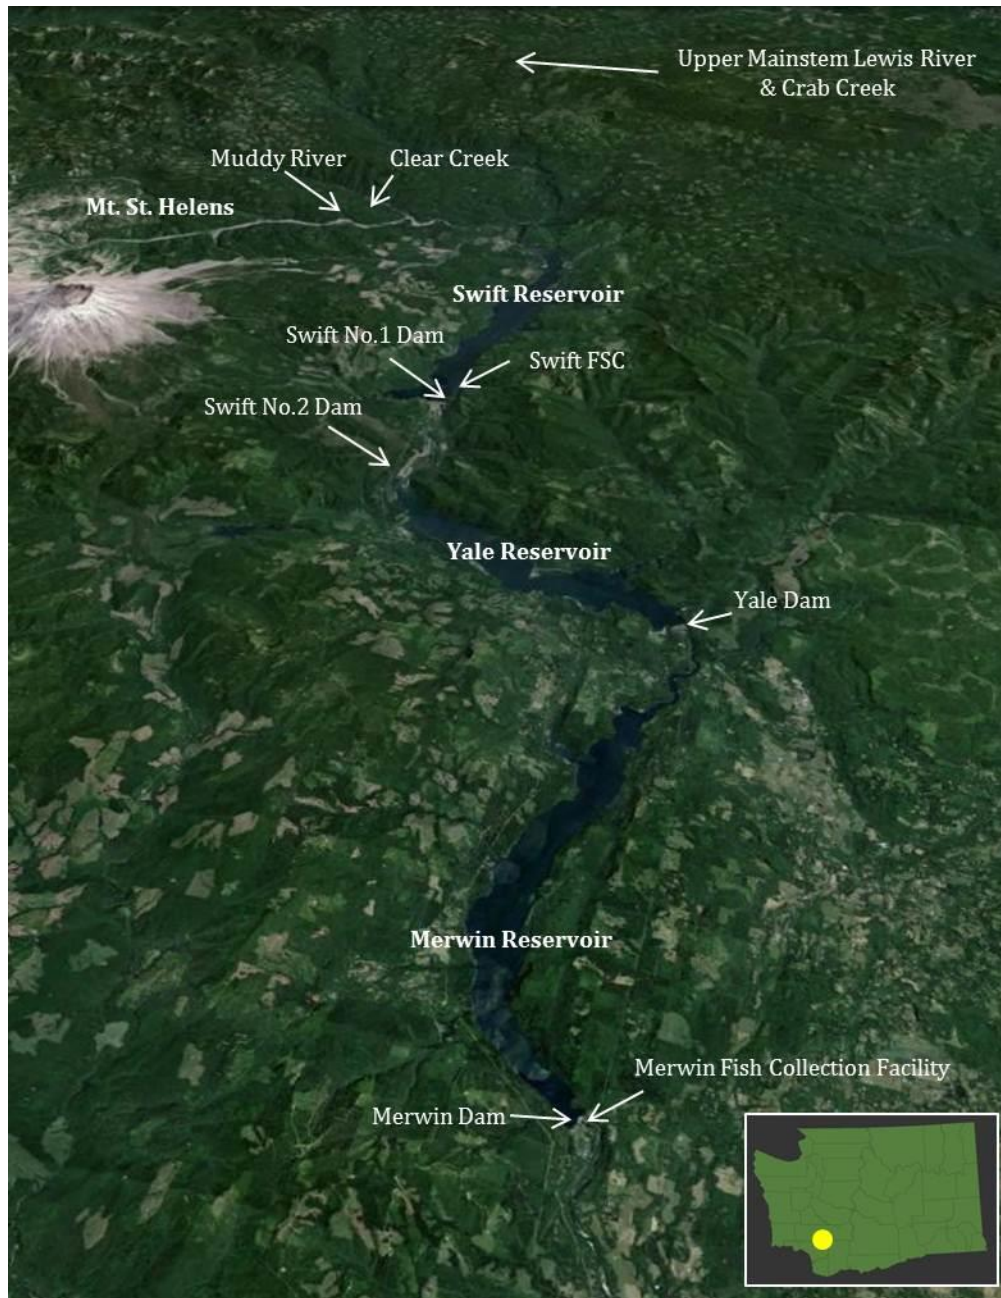 Upper Mainstem Lewis River
& Crab Creek
Muddy River
Clear Creek
Mt. St. Helens
Swift Reservoir
Swift No.1 Dam
Swift FSC
Swift No.2 Dam
Yale Reservoir
Yale Dam
Merwin Reservoir
Merwin Fish Collection Facility
Merwin Dam